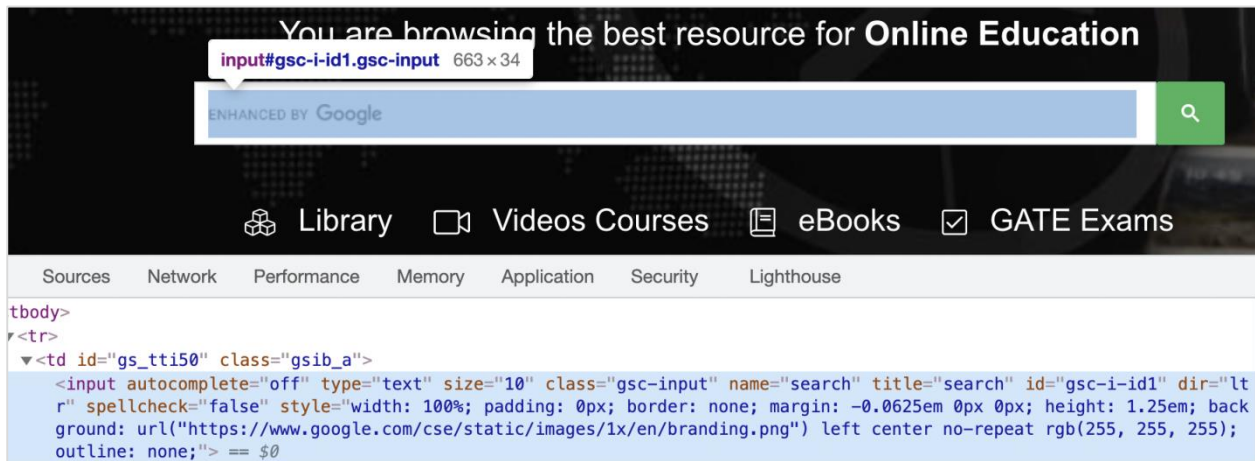 You are browsing the best resource for Online Education
input#gsc-i-id1.gsc-input 663 × 34
ENHANCED BY Google
Library Videos Courses eBooks GATE Exams
Sources Network Performance Memory Application Security Lighthouse
tbody>
▼<tr>
▼<td id="gs_tti50" class="gsib_a">
<input autocomplete="off" type="text" size="10" class="gsc-input" name="search" title="search" id="gsc-i-id1" dir="lt
r" spellcheck="false" style="width: 100%; padding: 0px; border: none; margin: -0.0625em 0px 0px; height: 1.25em; back
ground: url("https://www.google.com/cse/static/images/1x/en/branding.png") left center no-repeat rgb(255, 255, 255);
outline: none;"> == $0